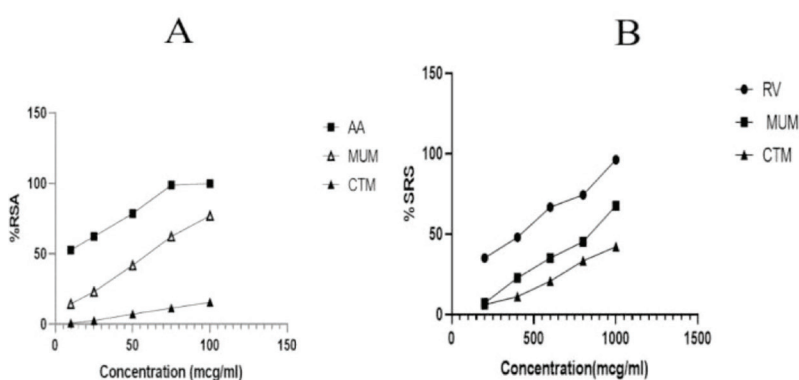 A
B
150
100
50
0
%RSA
0
50
100
150
Concentration (mcg/ml)
AA
MUM
CTM
150
100
50
0
% SRS
0
500
1000
1500
Concentration(mcg/ml)
RV
MUM
CTM